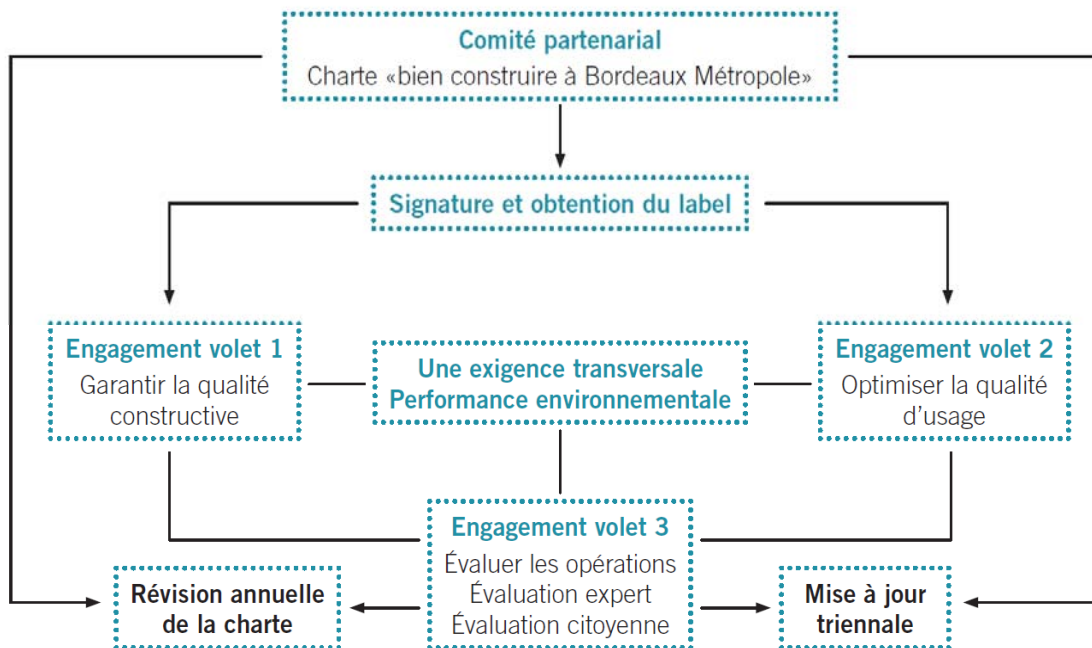 Comité partenarial
Charte «bien construire à Bordeaux Métropole»
Signature et obtention du label
Engagement volet 1
Garantir la qualité
constructive
Une exigence transversale
Performance environnementale
Engagement volet 2
Optimiser la qualité
d’usage
Engagement volet 3
Évaluer les opérations
Évaluation expert
Évaluation citoyenne
Révision annuelle
de la charte
Mise à jour
triennale